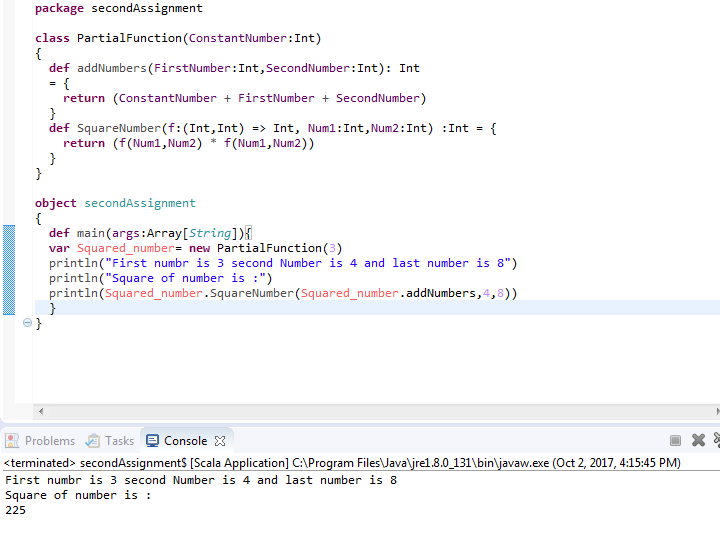 package secondAssignment
class PartialFunction(ConstantNumber:Int)
{
def addNumbers(FirstNumber:Int,SecondNumber:Int): Int
= {
return (ConstantNumber + FirstNumber + SecondNumber)
}
def SquareNumber(f:(Int,Int) => Int, Num1:Int,Num2:Int) :Int = {
return (f(Num1,Num2) * f(Num1,Num2))
}
}
object secondAssignment
{
def main(args:Array[String]){
var Squared_number= new PartialFunction(3)
println("First numbr is 3 second Number is 4 and last number is 8")
println("Square of number is :")
println(Squared_number.SquareNumber(Squared_number.addNumbers,4,8))
}
}
Problems Tasks Console
<terminated> secondAssignment$ [Scala Application] C:\Program Files\Java\jre1.8.0_131\bin\javaw.exe (Oct 2, 2017, 4:15:45 PM)
First numbr is 3 second Number is 4 and last number is 8
Square of number is :
225